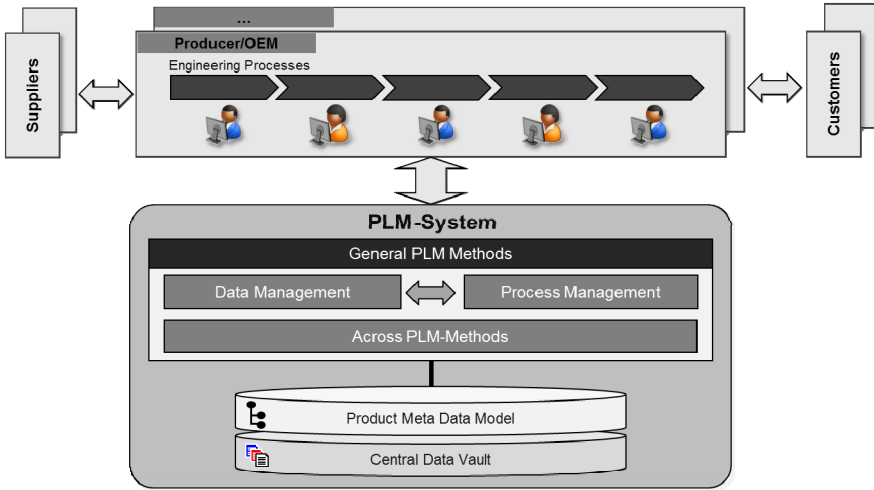 ...
Producer/OEM
Engineering Processes
Suppliers
Customers
PLM-System
General PLM Methods
Data Management
Process Management
Across PLM-Methods
Product Meta Data Model
Central Data Vault